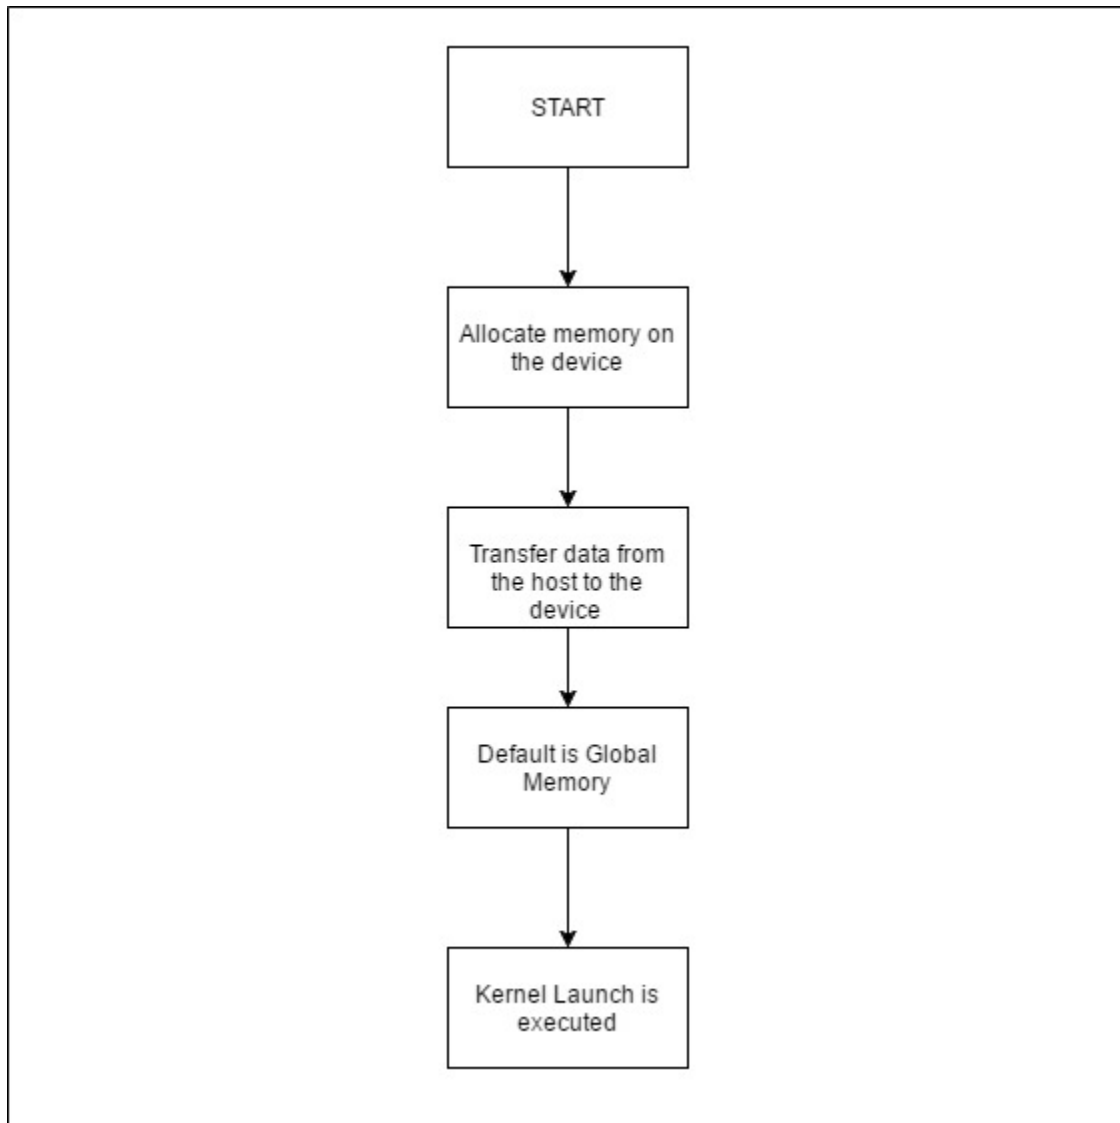 START
Allocate memory on
the device
Transfer data from
the host to the
device
Default is Global
Memory
Kernel Launch is
executed